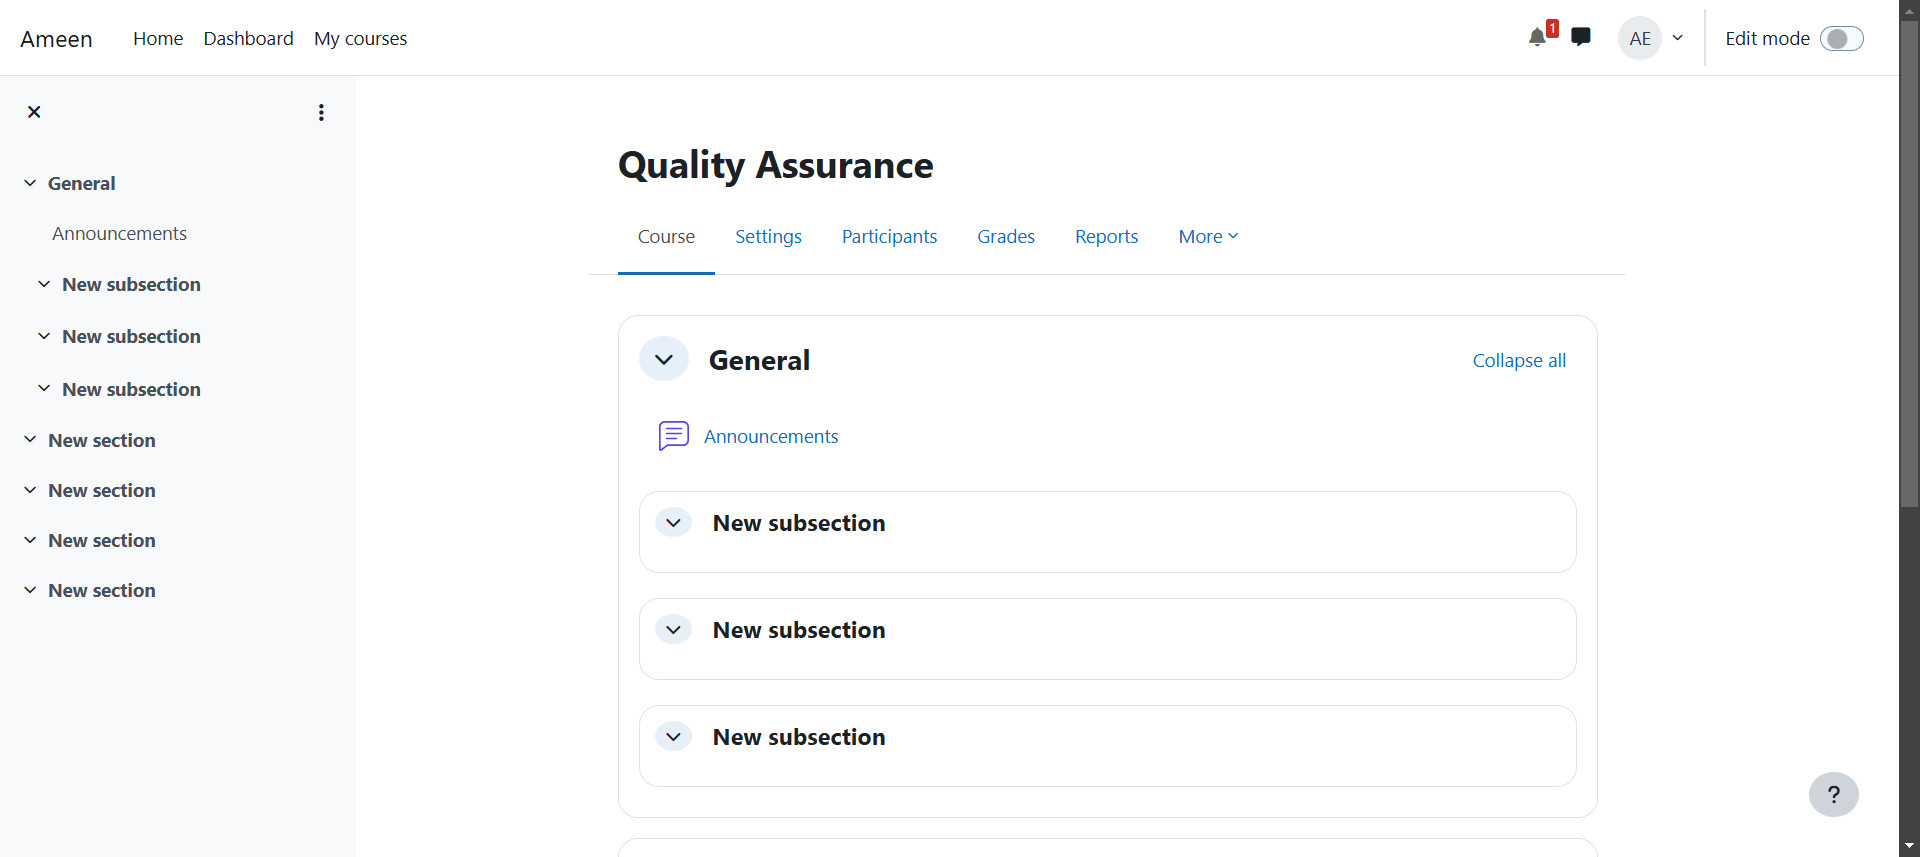 Ameen Home Dashboard My courses 1 AE Edit mode
General
Announcements
New subsection
New subsection
New subsection
New section
New section
New section
New section
Quality Assurance
Course Settings Participants Grades Reports More
General Collapse all
Announcements
New subsection
New subsection
New subsection
?